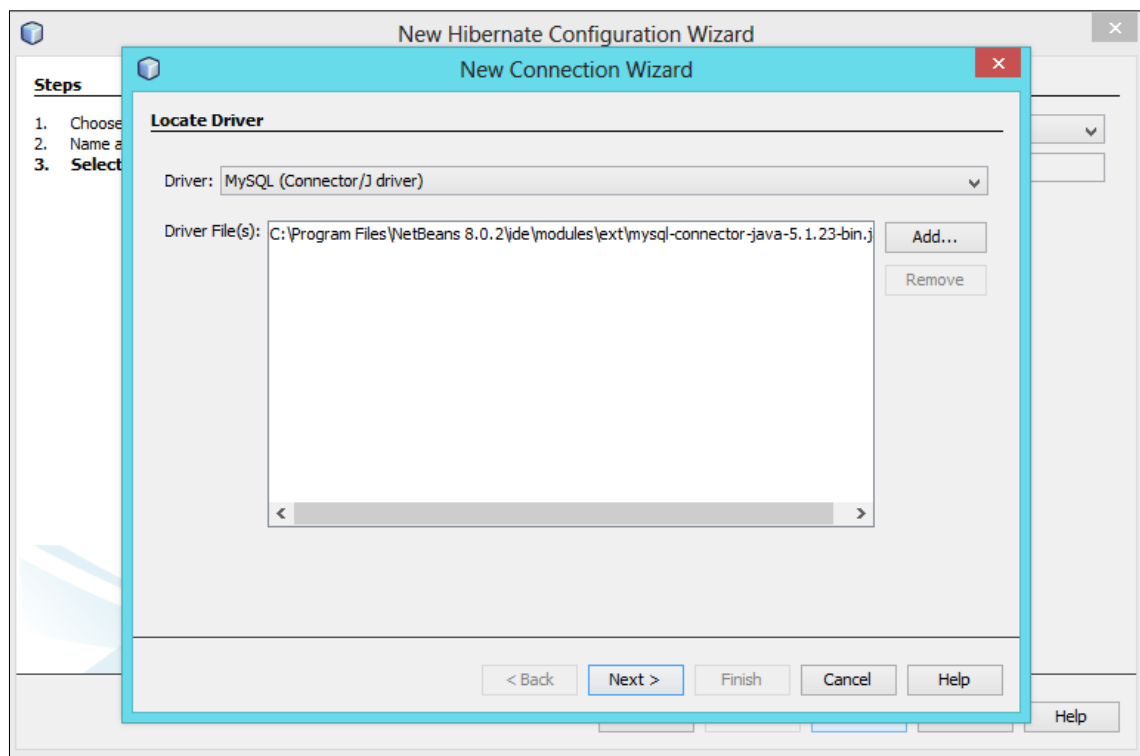 New Hibernate Configuration Wizard
New Connection Wizard
Steps
1. Choose
2. Name a
3. Select
Locate Driver
Driver: MySQL (Connector/J driver)
Driver File(s): C:\Program Files\NetBeans 8.0.2\ide\modules\ext\mysql-connector-java-5.1.23-bin.j
Add...
Remove
< Back Next > Finish Cancel Help
Help